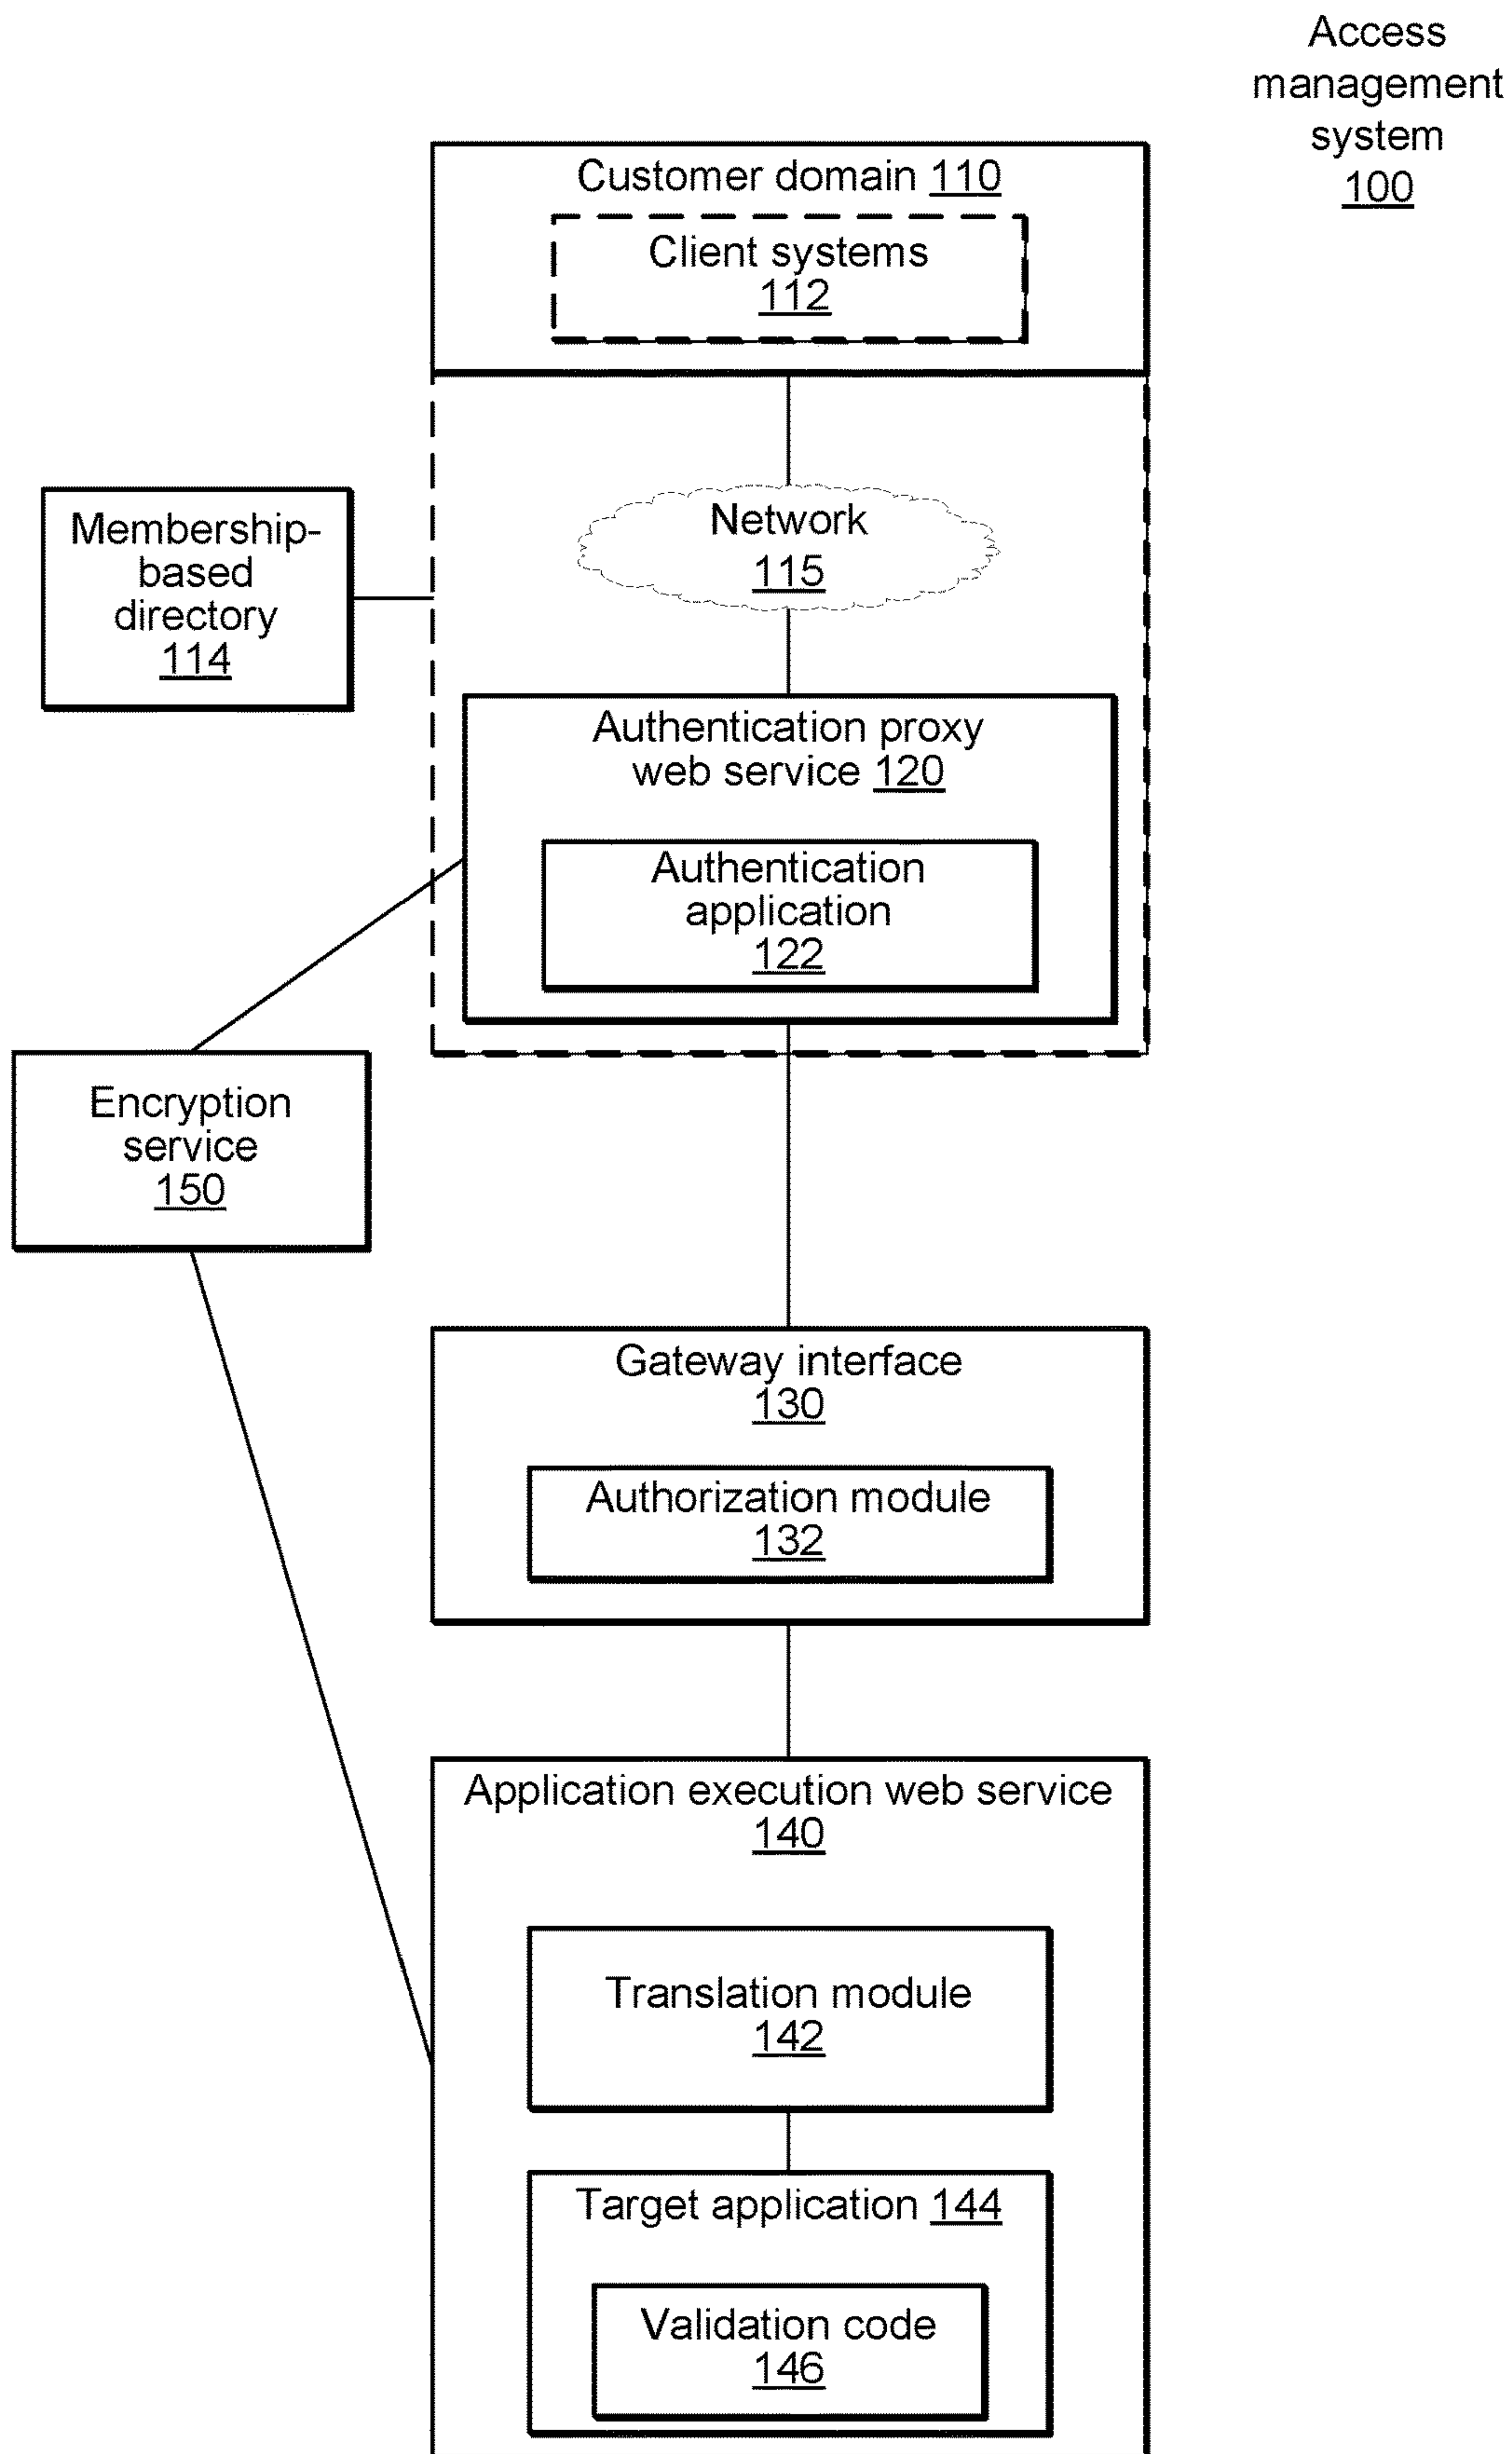 Access
management
system
100
Customer domain 110
Client systems
112
Network
115
Membership-
based
directory
114
Authentication proxy
web service 120
Authentication
application
122
Encryption
service
150
Gateway interface
130
Authorization module
132
Application execution web service
140
Translation module
142
Target application 144
Validation code
146